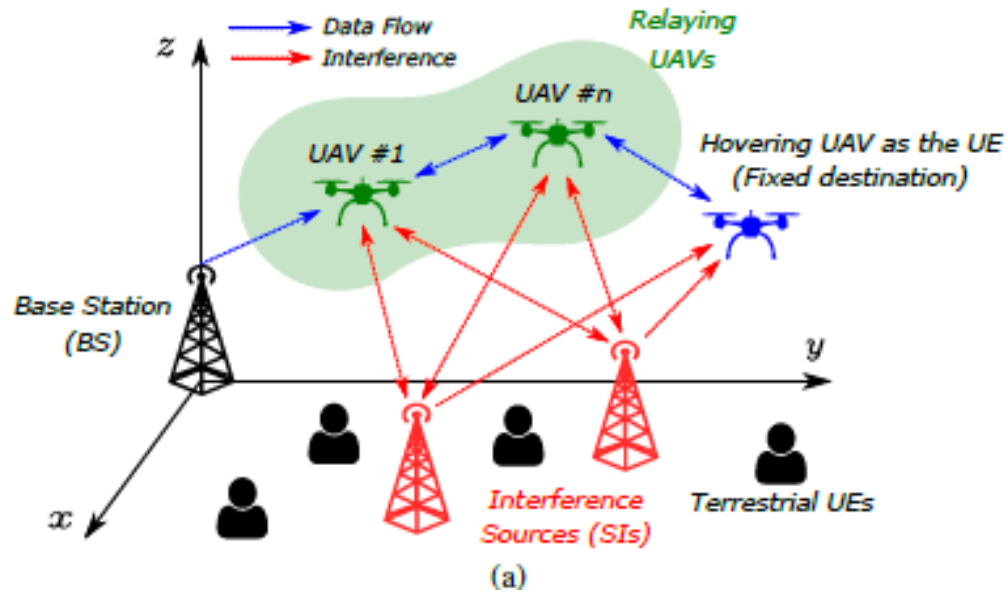 Data Flow
Interference
Relaying
UAVs
z
UAV #n
UAV #1
Hovering UAV as the UE
(Fixed destination)
Base Station
(BS)
y
x
Interference
Sources (SIs)
Terrestrial UEs
(a)